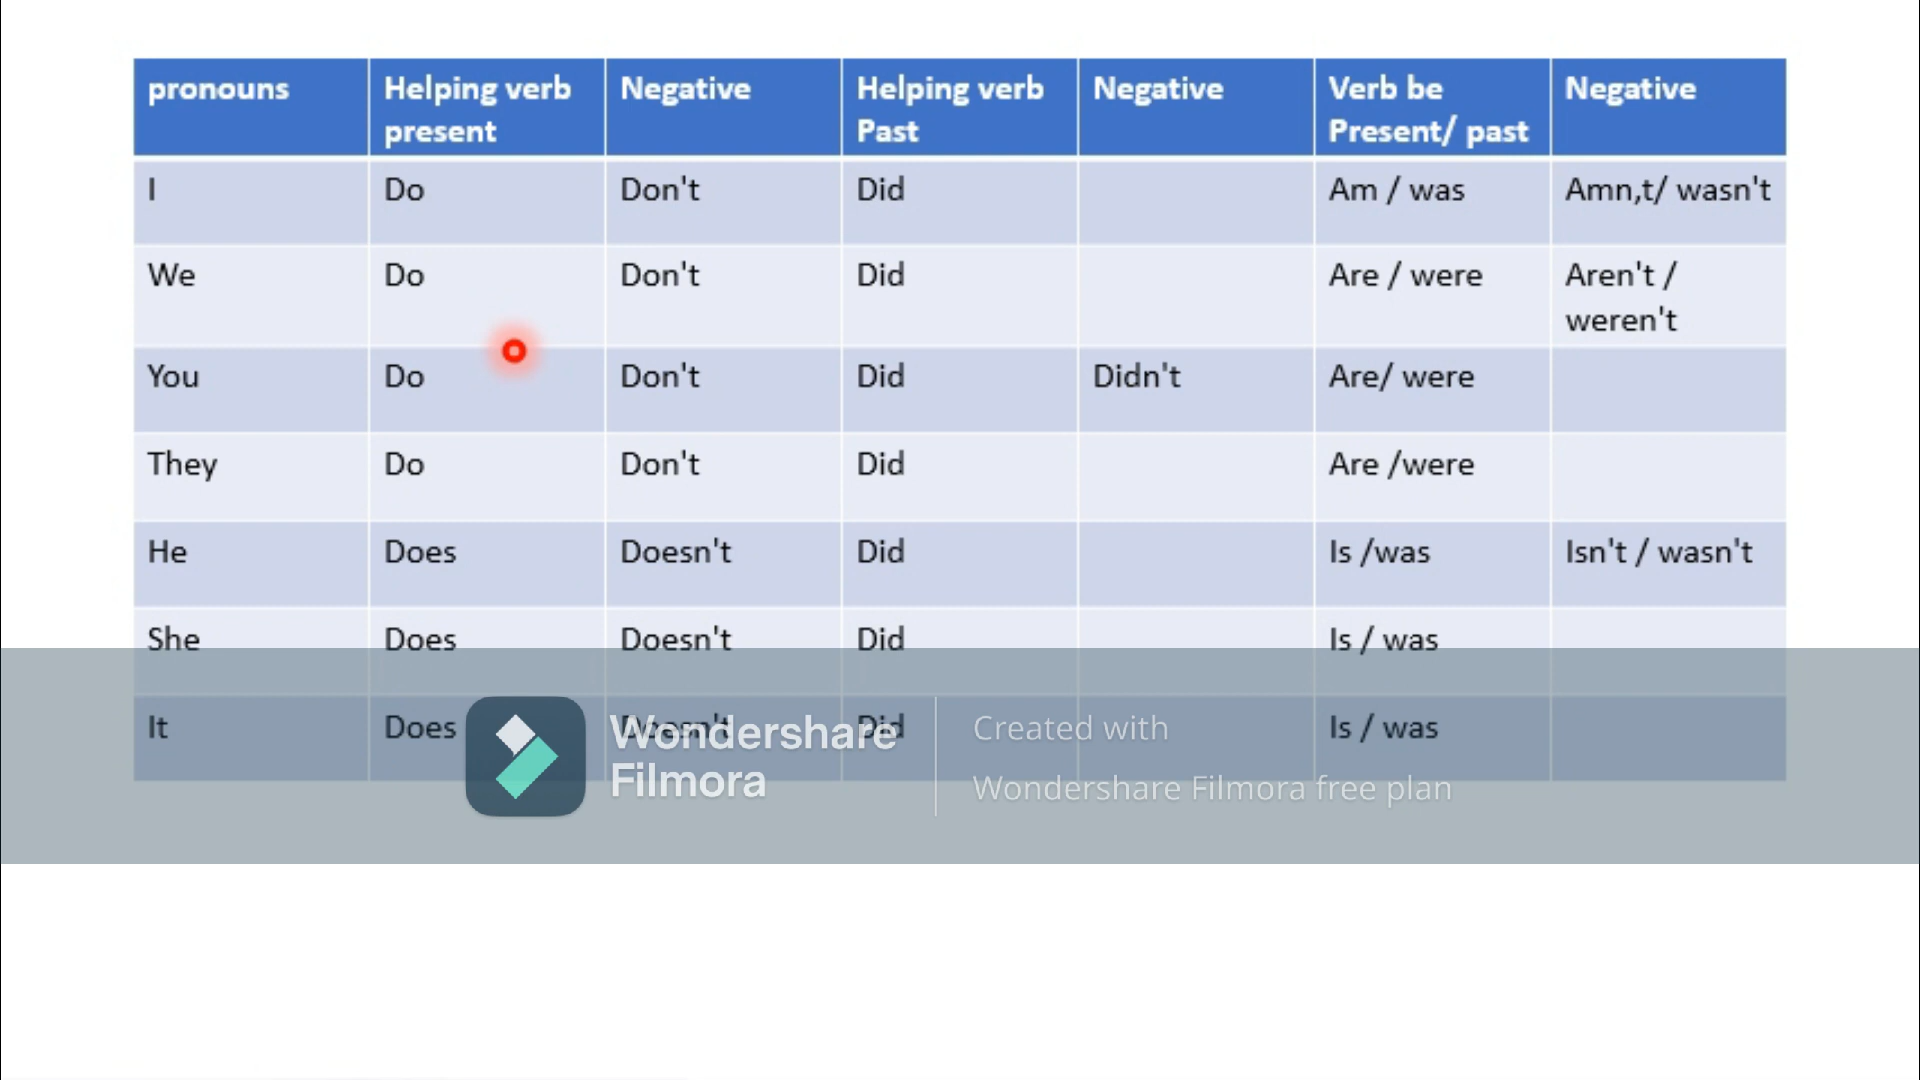 pronouns Helping verb present Negative Helping verb Past Negative Verb be Present/ past Negative
I Do Don't Did Am / was Amn,t/ wasn't
We Do Don't Did Are / were Aren't / weren't
You Do Don't Did Didn't Are/ were
They Do Don't Did Are /were
He Does Doesn't Did Is /was Isn't / wasn't
She Does Doesn't Did Is / was
It Does Doesn't Did Is / was
Wondershare
Filmora
Created with
Wondershare Filmora free plan